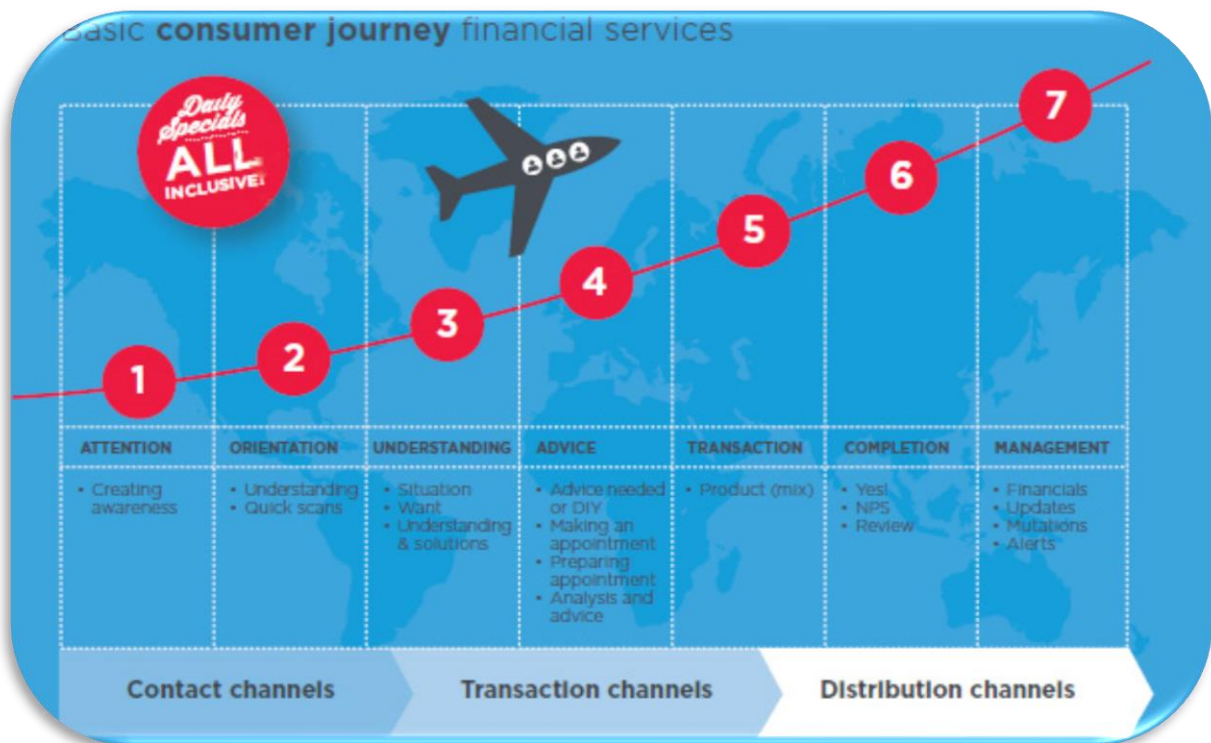 Basic consumer journey financial services
Daily
Specials
ALL
INCLUSIVE!
1
2
3
4
5
6
7
ATTENTION
• Creating
awareness
ORIENTATION
• Understanding
• Quick scans
UNDERSTANDING
• Situation
• Want
• Understanding
& solutions
ADVICE
• Advice needed
or DIY
• Making an
appointment
• Preparing
appointment
• Analysis and
advice
TRANSACTION
• Product (mix)
COMPLETION
• Yes!
• NPS
• Review
MANAGEMENT
• Financials
• Updates
• Mutations
• Alerts
Contact channels
Transaction channels
Distribution channels